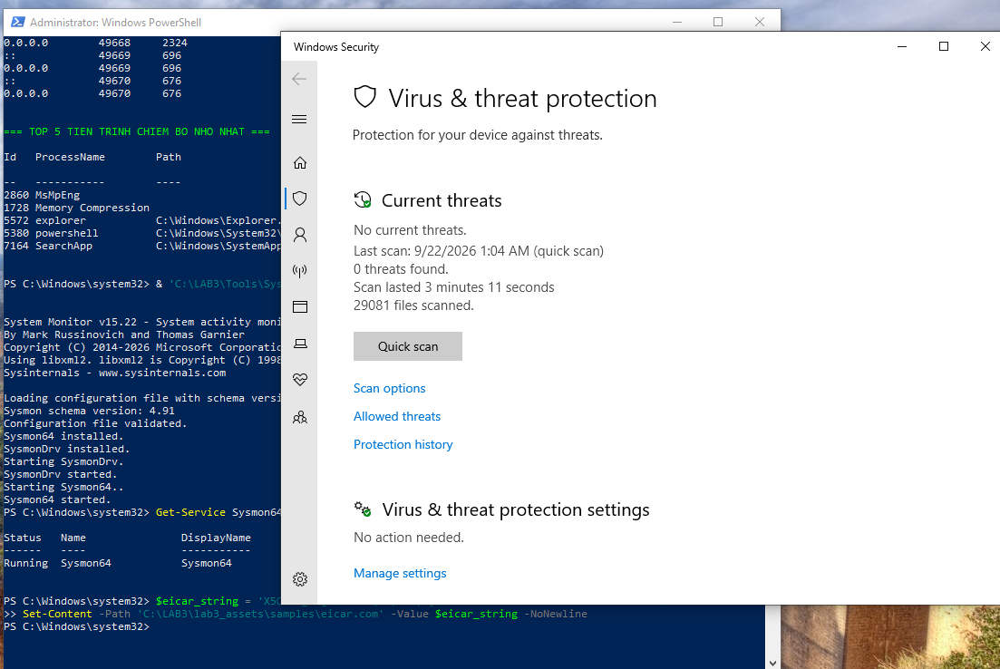 Administrator: Windows PowerShell
0.0.0.0 49668 2324
:: 49669 696
0.0.0.0 49669 696
:: 49670 676
0.0.0.0 49670 676
=== TOP 5 TIEN TRINH CHIEM BO NHO NHAT ===
Id ProcessName Path
-- ----------- ----
2860 MsMpEng
1728 Memory Compression
5572 explorer C:\Windows\Explorer.
5380 powershell C:\Windows\System32\
7164 SearchApp C:\Windows\SystemApp
PS C:\Windows\system32> & 'C:\LAB3\Tools\Sys
System Monitor v15.22 - System activity moni
By Mark Russinovich and Thomas Garnier
Copyright (C) 2014-2026 Microsoft Corporatio
Using libxml2. libxml2 is Copyright (C) 1998
Sysinternals - www.sysinternals.com
Loading configuration file with schema versi
Sysmon schema version: 4.91
Configuration file validated.
Sysmon64 installed.
SysmonDrv installed.
Starting SysmonDrv.
SysmonDrv started.
Starting Sysmon64..
Sysmon64 started.
PS C:\Windows\system32> Get-Service Sysmon64
Status Name DisplayName
------ ---- -----------
Running Sysmon64 Sysmon64
PS C:\Windows\system32> $eicar_string = 'X5O
>> Set-Content -Path 'C:\LAB3\lab3_assets\samples\eicar.com' -Value $eicar_string -NoNewline
PS C:\Windows\system32>
Windows Security
Virus & threat protection
Protection for your device against threats.
Current threats
No current threats.
Last scan: 9/22/2026 1:04 AM (quick scan)
0 threats found.
Scan lasted 3 minutes 11 seconds
29081 files scanned.
Quick scan
Scan options
Allowed threats
Protection history
Virus & threat protection settings
No action needed.
Manage settings